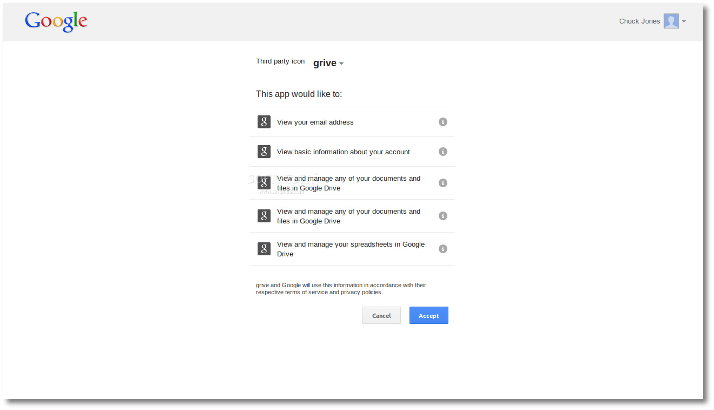 Google
Chuck Jones
Third party icon grive
This app would like to:
View your email address
View basic information about your account
View and manage any of your documents and
files in Google Drive
View and manage any of your documents and
files in Google Drive
View and manage your spreadsheets in Google
Drive
grive and Google will use this information in accordance with their
respective terms of service and privacy policies.
Cancel Accept